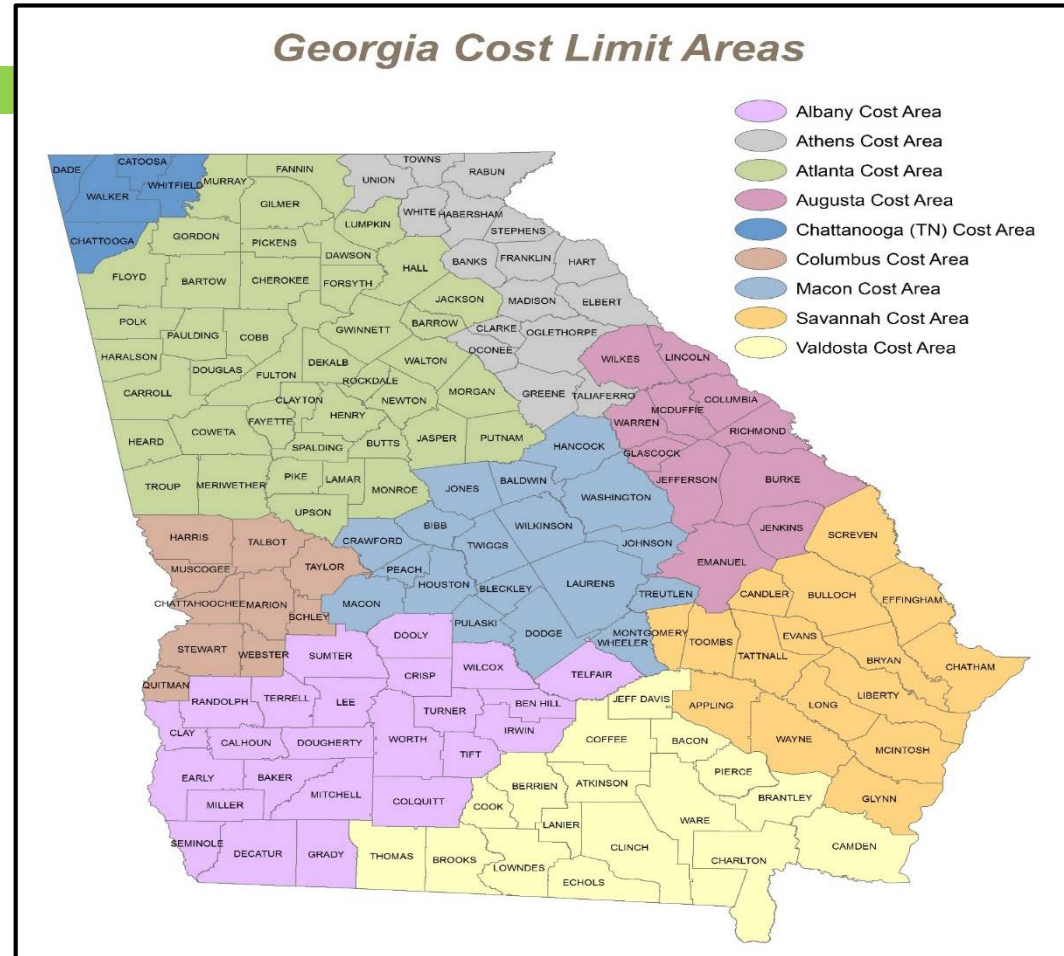 Georgia Cost Limit Areas
Albany Cost Area
Athens Cost Area
Atlanta Cost Area
Augusta Cost Area
Chattanooga (TN) Cost Area
Columbus Cost Area
Macon Cost Area
Savannah Cost Area
Valdosta Cost Area
DADE
CATOOSA
WALKER
WHITFIELD
CHATTOOGA
MURRAY
FANNIN
GILMER
UNION
TOWNS
RABUN
WHITE
HABERSHAM
STEPHENS
LUMPKIN
GORDON
PICKENS
DAWSON
HALL
BANKS
FRANKLIN
HART
FLOYD
BARTOW
CHEROKEE
FORSYTH
JACKSON
MADISON
ELBERT
POLK
PAULDING
COBB
GWINNETT
BARROW
CLARKE
OGLETHORPE
OCONEE
HARALSON
DOUGLAS
FULTON
DEKALB
WALTON
WILKES
LINCOLN
CARROLL
CLAYTON
ROCKDALE
NEWTON
MORGAN
GREENE
TALIAFERRO
COLUMBIA
MCDUFFIE
HEARD
COWETA
FAYETTE
HENRY
SPALDING
BUTTS
JASPER
PUTNAM
HANCOCK
WARREN
RICHMOND
GLASCOCK
TROUP
MERIWETHER
PIKE
LAMAR
MONROE
JONES
BALDWIN
WASHINGTON
JEFFERSON
BURKE
UPSON
BIBB
WILKINSON
JENKINS
SCREVEN
HARRIS
TALBOT
CRAWFORD
TWIGGS
JOHNSON
EMANUEL
MUSCOGEE
TAYLOR
PEACH
HOUSTON
BLECKLEY
LAURENS
TREUTLEN
CANDLER
BULLOCH
EFFINGHAM
CHATTAHOOCHEE
MARION
SCHLEY
MACON
PULASKI
DODGE
WHEELER
MONTGOMERY
TOOMBS
TATTNALL
EVANS
BRYAN
CHATHAM
STEWART
WEBSTER
SUMTER
DOOLY
CRISP
WILCOX
TELFAIR
LIBERTY
QUITMAN
RANDOLPH
TERRELL
LEE
TURNER
BEN HILL
JEFF DAVIS
APPLING
LONG
CLAY
CALHOUN
DOUGHERTY
WORTH
IRWIN
TIFT
COFFEE
BACON
WAYNE
MCINTOSH
EARLY
BAKER
MITCHELL
COLQUITT
BERRIEN
ATKINSON
PIERCE
BRANTLEY
GLYNN
MILLER
COOK
LANIER
WARE
SEMINOLE
DECATUR
GRADY
THOMAS
BROOKS
LOWNDES
ECHOLS
CLINCH
CHARLTON
CAMDEN